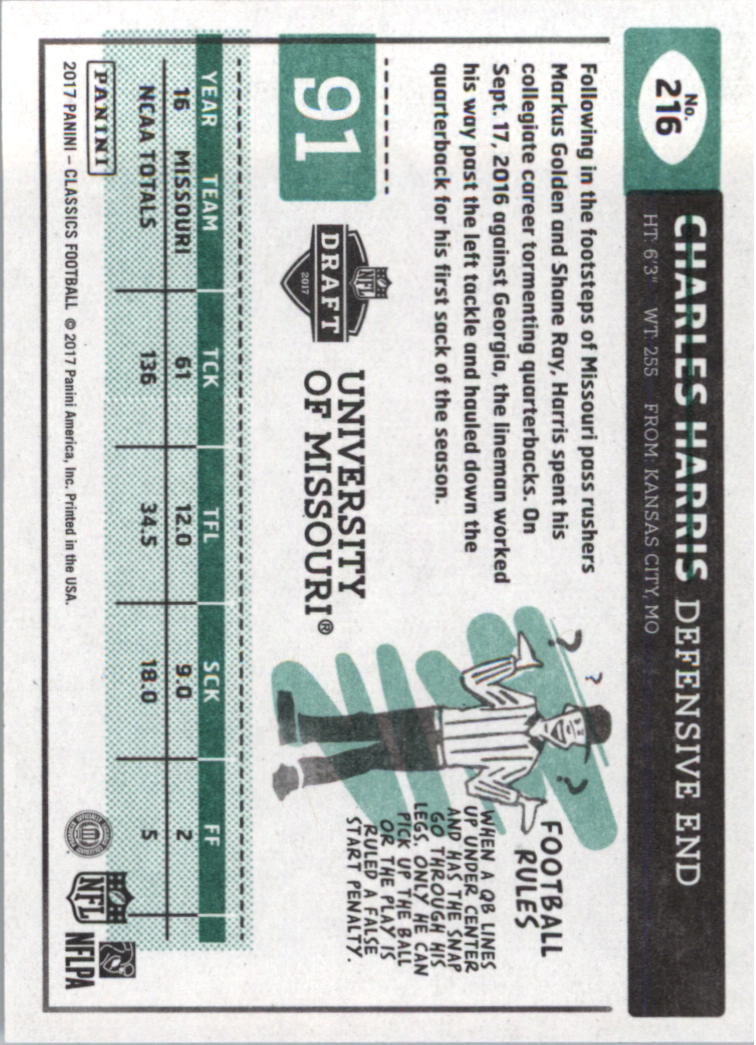 No.
216
CHARLES HARRIS DEFENSIVE END
HT: 6'3" WT: 255 FROM: KANSAS CITY, MO
Following in the footsteps of Missouri pass rushers
Markus Golden and Shane Ray, Harris spent his
collegiate career tormenting quarterbacks. On
Sept. 17, 2016 against Georgia, the lineman worked
his way past the left tackle and hauled down the
quarterback for his first sack of the season.
? ? ?
FOOTBALL
RULES
WHEN A QB LINES
UP UNDER CENTER
AND HAS THE SNAP
GO THROUGH HIS
LEGS, ONLY HE CAN
PICK UP THE BALL
OR THE PLAY IS
RULED A FALSE
START PENALTY.
91
NFL
DRAFT
2017
UNIVERSITY
OF MISSOURI®
YEAR TEAM TCK TFL SCK FF
16 MISSOURI 61 12.0 9.0 2
NCAA TOTALS 136 34.5 18.0 5
PANINI
2017 PANINI – CLASSICS FOOTBALL © 2017 Panini America, Inc. Printed in the USA.
NFL
NFLPA